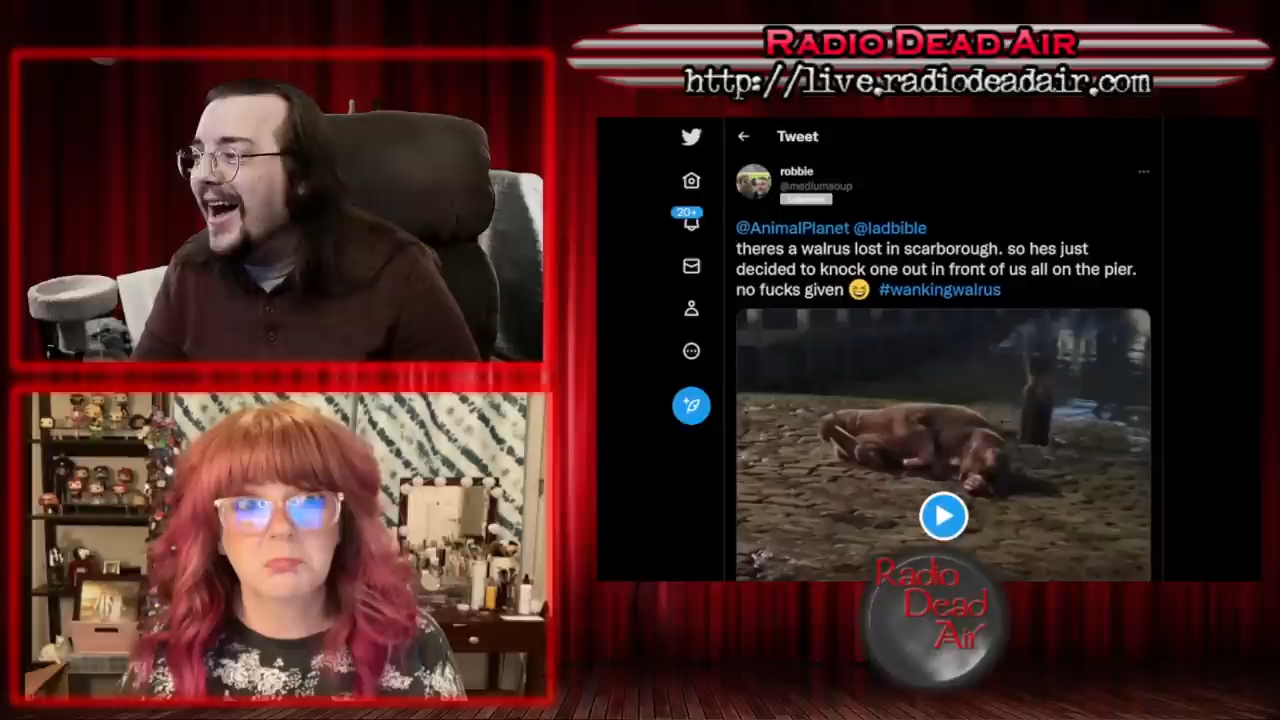 Radio Dead Air
http://live.radiodeadair.com
Tweet
robbie
@mediumsoup
20+
@AnimalPlanet @ladbible
theres a walrus lost in scarborough. so hes just
decided to knock one out in front of us all on the pier.
no fucks given 😆 #wankingwalrus
Radio
Dead
Air